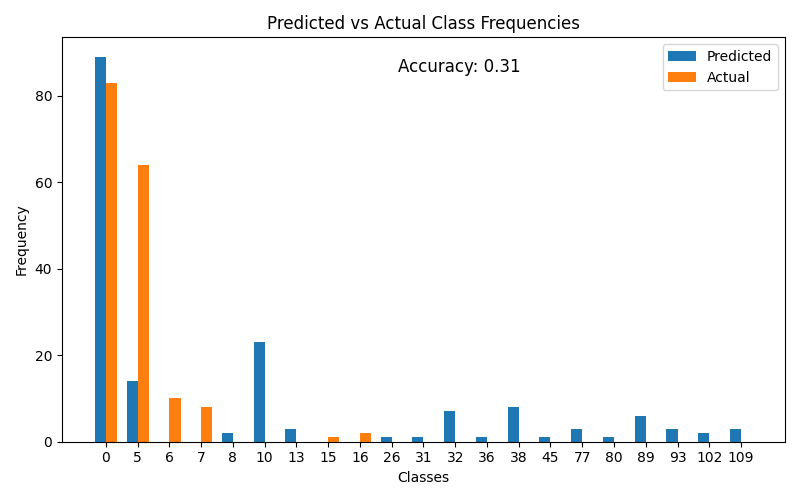 Predicted vs Actual Class Frequencies
Accuracy: 0.31
Predicted
Actual
Frequency
80
60
40
20
0
0 5 6 7 8 10 13 15 16 26 31 32 36 38 45 77 80 89 93 102 109
Classes